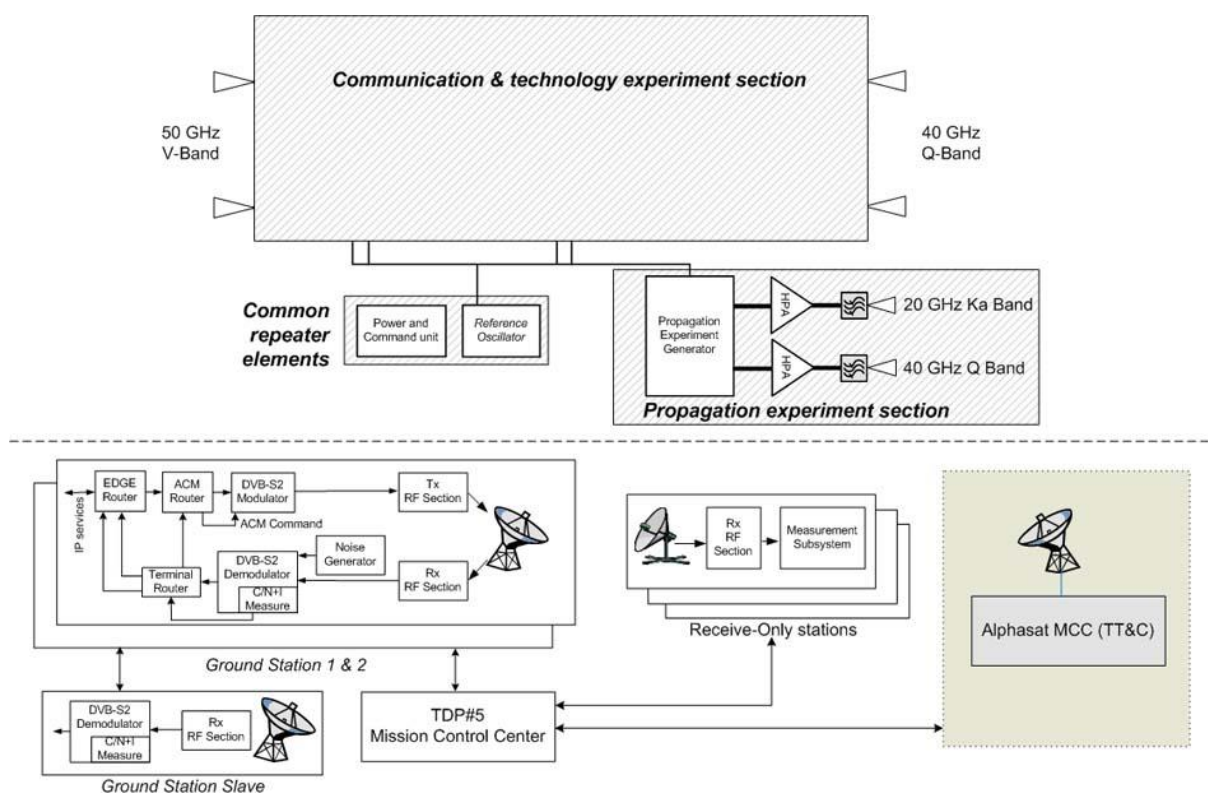 Communication & technology experiment section
50 GHz
V-Band
40 GHz
Q-Band
Common
repeater
elements
Power and
Command unit
Reference
Oscillator
Propagation
Experiment
Generator
HPA
20 GHz Ka Band
HPA
40 GHz Q Band
Propagation experiment section
IP services
EDGE
Router
ACM
Router
DVB-S2
Modulator
ACM Command
Tx
RF Section
Noise
Generator
Terminal
Router
DVB-S2
Demodulator
C/N+I
Measure
Rx
RF Section
Ground Station 1 & 2
DVB-S2
Demodulator
C/N+I
Measure
Rx
RF Section
Ground Station Slave
TDP#5
Mission Control Center
Rx
RF
Section
Measurement
Subsystem
Receive-Only stations
Alphasat MCC (TT&C)